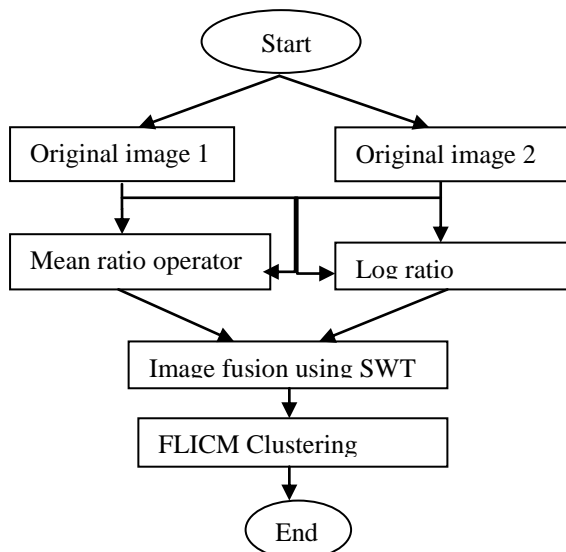 Start
Original image 1
Original image 2
Mean ratio operator
Log ratio
Image fusion using SWT
FLICM Clustering
End